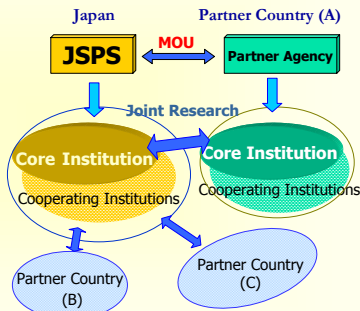 Japan
Partner Country (A)
JSPS
MOU
Partner Agency
Joint Research
Core Institution
Core Institution
Cooperating Institutions
Cooperating Institutions
Partner Country
(B)
Partner Country
(C)